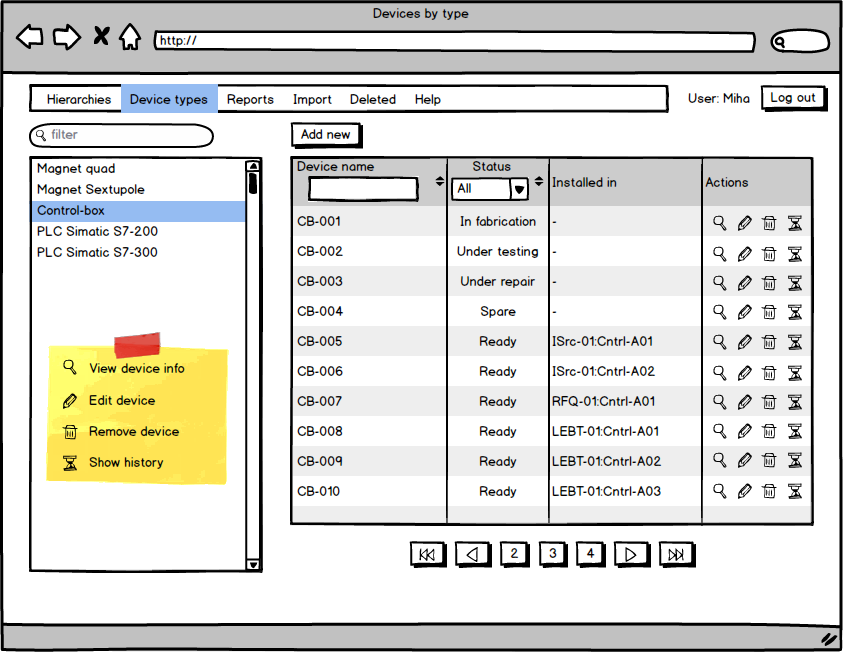 Devices by type
http://
Hierarchies Device types Reports Import Deleted Help User: Miha Log out
filter
Add new
Magnet quad
Magnet Sextupole
Control-box
PLC Simatic S7-200
PLC Simatic S7-300
View device info
Edit device
Remove device
Show history
Device name Status Installed in Actions
All
CB-001 In fabrication -
CB-002 Under testing -
CB-003 Under repair -
CB-004 Spare -
CB-005 Ready ISrc-01:Cntrl-A01
CB-006 Ready ISrc-01:Cntrl-A02
CB-007 Ready RFQ-01:Cntrl-A01
CB-008 Ready LEBT-01:Cntrl-A01
CB-009 Ready LEBT-01:Cntrl-A02
CB-010 Ready LEBT-01:Cntrl-A03
2 3 4